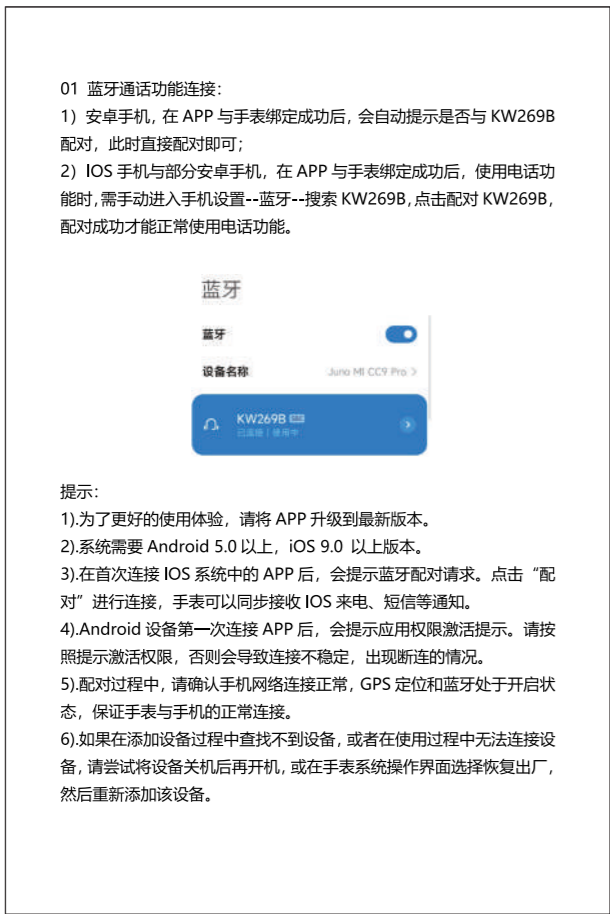 01 蓝牙通话功能连接：
1）安卓手机，在 APP 与手表绑定成功后，会自动提示是否与 KW269B
配对，此时直接配对即可；
2）IOS 手机与部分安卓手机，在 APP 与手表绑定成功后，使用电话功
能时，需手动进入手机设置--蓝牙--搜索 KW269B，点击配对 KW269B，
配对成功才能正常使用电话功能。
蓝牙
蓝牙
设备名称 Juno MI CC9 Pro >
KW269B
已连接 | 使用中
提示：
1).为了更好的使用体验，请将 APP 升级到最新版本。
2).系统需要 Android 5.0 以上，iOS 9.0 以上版本。
3).在首次连接 IOS 系统中的 APP 后，会提示蓝牙配对请求。点击“配
对”进行连接，手表可以同步接收 IOS 来电、短信等通知。
4).Android 设备第一次连接 APP 后，会提示应用权限激活提示。请按
照提示激活权限，否则会导致连接不稳定，出现断连的情况。
5).配对过程中，请确认手机网络连接正常，GPS 定位和蓝牙处于开启状
态，保证手表与手机的正常连接。
6).如果在添加设备过程中查找不到设备，或者在使用过程中无法连接设
备，请尝试将设备关机后再开机，或在手表系统操作界面选择恢复出厂，
然后重新添加该设备。